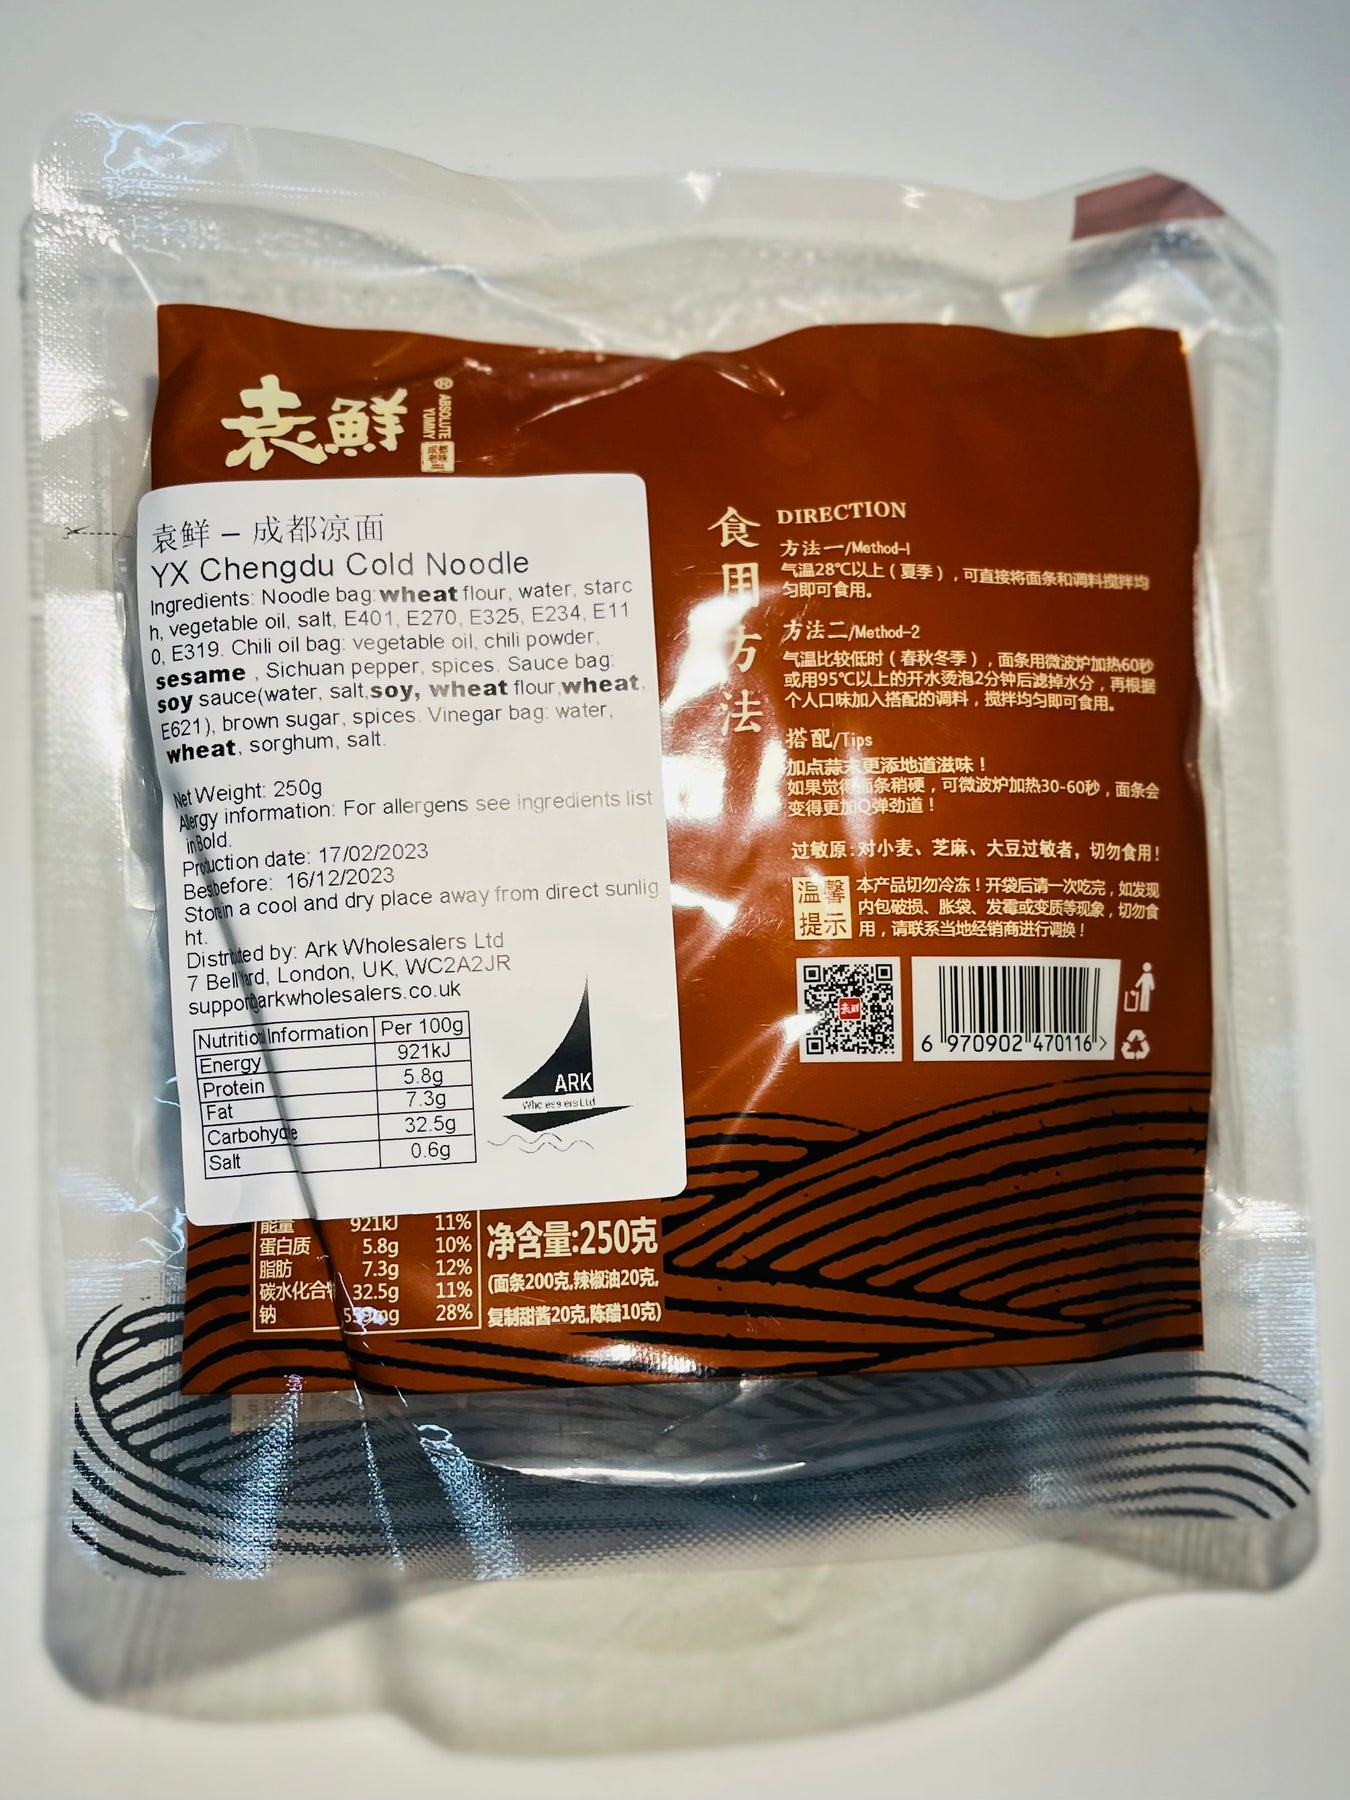 袁鲜®
ABSOLUTE
YUMMY
成都
老味
袁鲜 – 成都凉面
YX Chengdu Cold Noodle
Ingredients: Noodle bag: wheat flour, water, starc
h, vegetable oil, salt, E401, E270, E325, E234, E11
0, E319. Chili oil bag: vegetable oil, chili powder,
sesame , Sichuan pepper, spices. Sauce bag:
soy sauce(water, salt,soy, wheat flour,wheat,
E621), brown sugar, spices. Vinegar bag: water,
wheat, sorghum, salt.
Net Weight: 250g
Allergy information: For allergens see ingredients list
in Bold.
Production date: 17/02/2023
Best before: 16/12/2023
Store in a cool and dry place away from direct sunlig
ht.
Distributed by: Ark Wholesalers Ltd
7 Bell Yard, London, UK, WC2A2JR
support@arkwholesalers.co.uk
Nutrition Information Per 100g
Energy 921kJ
Protein 5.8g
Fat 7.3g
Carbohydrate 32.5g
Salt 0.6g
ARK
Wholesalers Ltd
能量 921kJ 11%
蛋白质 5.8g 10%
脂肪 7.3g 12%
碳水化合物 32.5g 11%
钠 28%
净含量:250克
(面条200克,辣椒油20克,
复制甜酱20克,陈醋10克)
食用方法
DIRECTION
方法一/Method-1
气温28℃以上（夏季），可直接将面条和调料搅拌均
匀即可食用。
方法二/Method-2
气温比较低时（春秋冬季），面条用微波炉加热60秒
或用95℃以上的开水烫泡2分钟后滤掉水分，再根据
个人口味加入搭配的调料，搅拌均匀即可食用。
搭配/Tips
加点蒜末更添地道滋味！
如果觉得面条稍硬，可微波炉加热30-60秒，面条会
变得更加Q弹劲道！
过敏原:对小麦、芝麻、大豆过敏者，切勿食用！
温馨
提示
本产品切勿冷冻！开袋后请一次吃完，如发现
内包破损、胀袋、发霉或变质等现象，切勿食
用，请联系当地经销商进行调换！
袁鲜
6 970902 470116 >